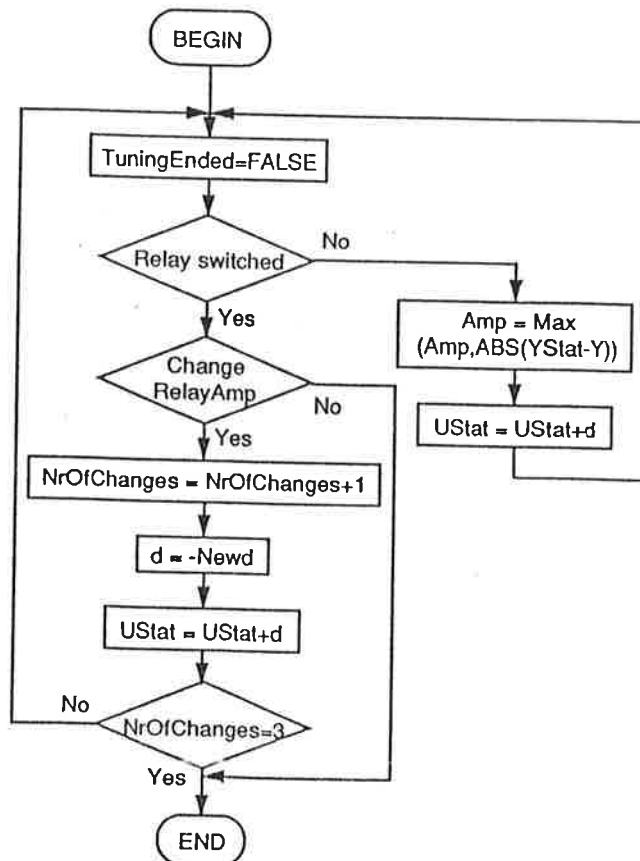 BEGIN
TuningEnded=FALSE
Relay switched
No
Yes
Amp = Max
(Amp,ABS(YStat-Y))
UStat = UStat+d
Change
RelayAmp
No
Yes
NrOfChanges = NrOfChanges+1
d = -Newd
UStat = UStat+d
No
NrOfChanges=3
Yes
END